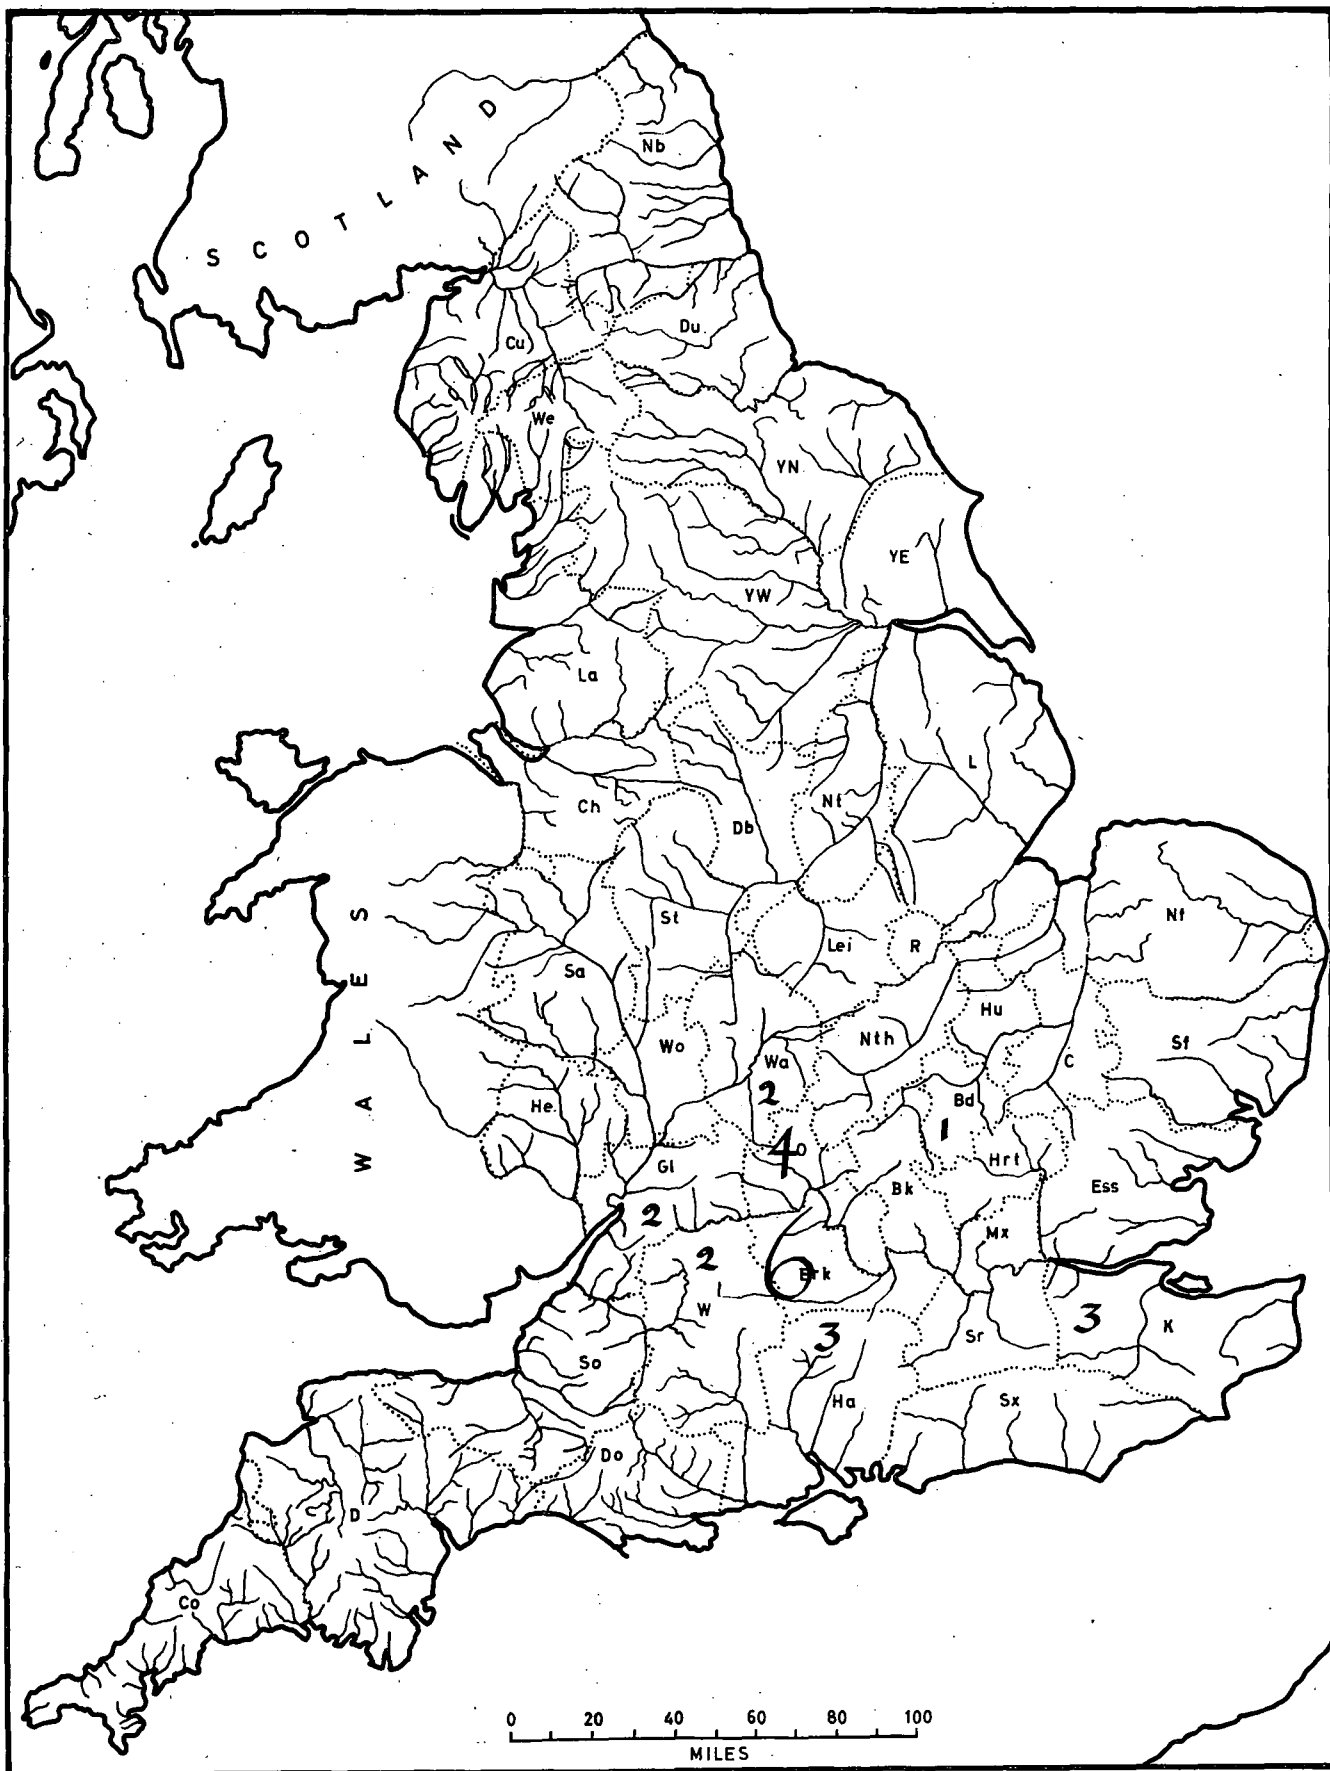 SCOTLAND
Nb
Cu
Du
We
YN
YE
YW
La
L
Ch
Nt
Db
WALES
St
Nf
Lei
R
Sa
Hu
Nth
Sf
Wo
Wa
C
2
Bd
He
1
4
O
Hrt
Gl
Bk
Ess
2
Mx
2
6
Brk
W
3
3
K
Sr
So
Ha
Sx
Do
D
Co
0 20 40 60 80 100
MILES